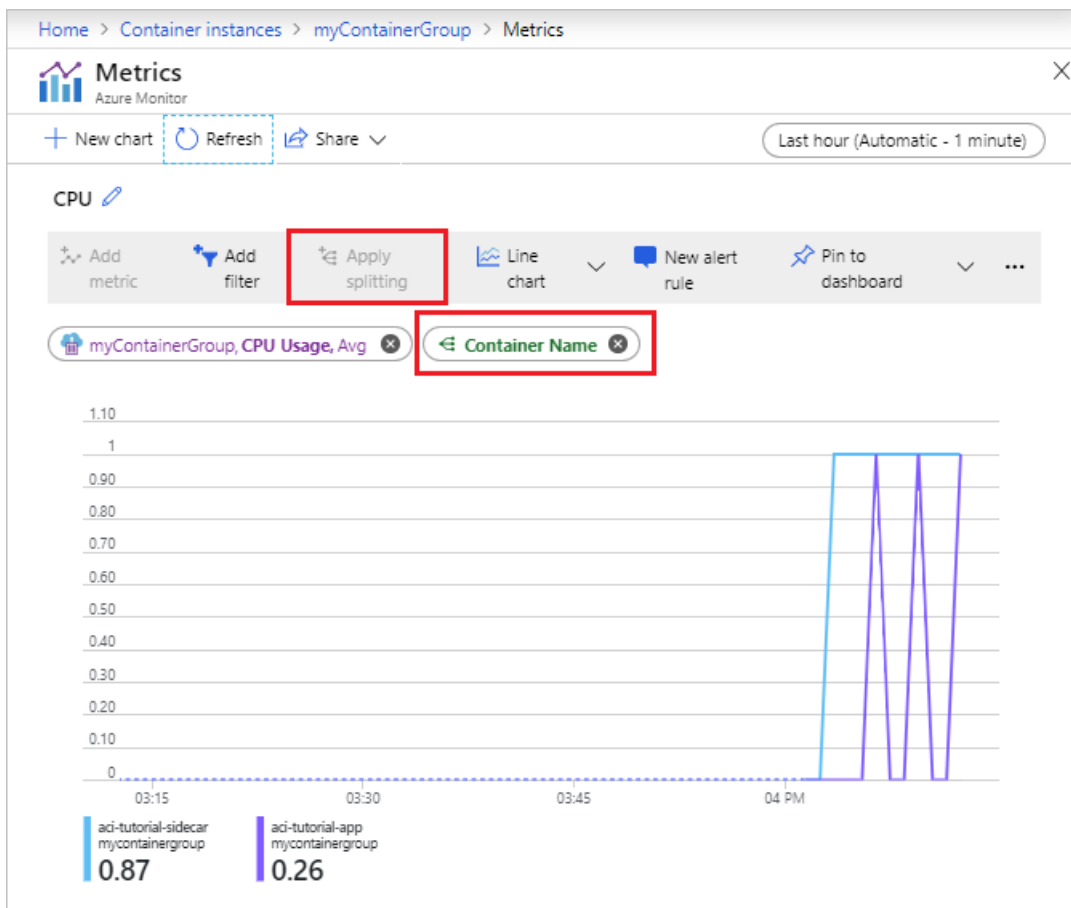 Home > Container instances > myContainerGroup > Metrics
Metrics
Azure Monitor
New chart Refresh Share
Last hour (Automatic - 1 minute)
CPU
Add metric
Add filter
Apply splitting
Line chart
New alert rule
Pin to dashboard
...
myContainerGroup, CPU Usage, Avg
Container Name
1.10
1
0.90
0.80
0.70
0.60
0.50
0.40
0.30
0.20
0.10
0
03:15 03:30 03:45 04 PM
aci-tutorial-sidecar
mycontainergroup
0.87
aci-tutorial-app
mycontainergroup
0.26